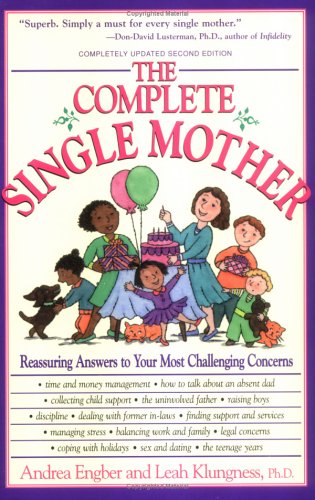 "Superb. Simply a must for every single mother."
—Don-David Lusterman, Ph.D., author of Infidelity
COMPLETELY UPDATED SECOND EDITION
THE
COMPLETE
SINGLE MOTHER
Reassuring Answers to Your Most Challenging Concerns
• time and money management • how to talk about an absent dad
• collecting child support • the uninvolved father • raising boys
• discipline • dealing with former in-laws • finding support and services
• managing stress • balancing work and family • legal concerns
• coping with holidays • sex and dating • the teenage years
Andrea Engber and Leah Klungness, Ph.D.